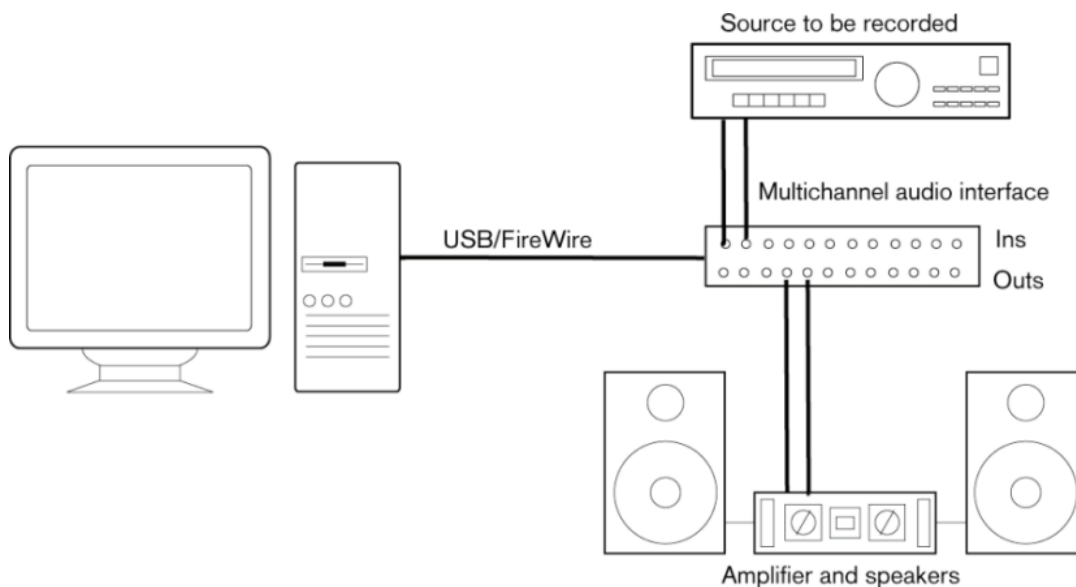 Source to be recorded
Multichannel audio interface
USB/FireWire
Ins
Outs
Amplifier and speakers